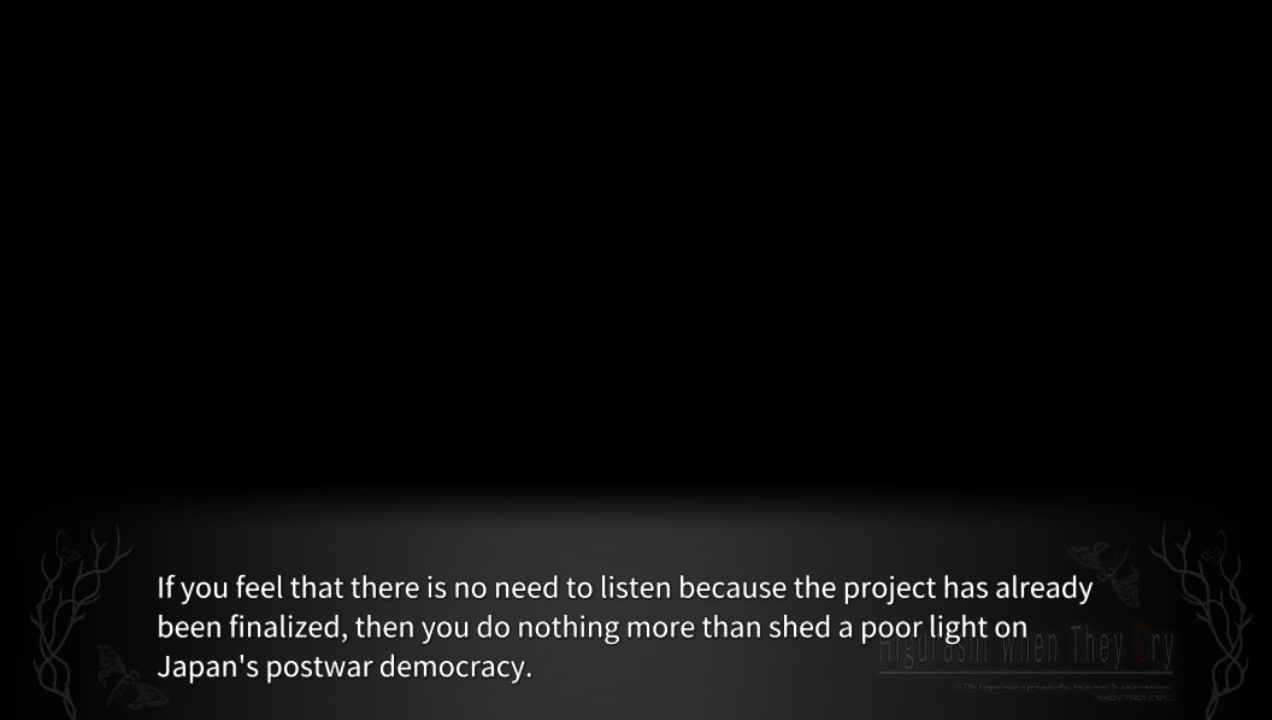 If you feel that there is no need to listen because the project has already
been finalized, then you do nothing more than shed a poor light on
Japan's postwar democracy.
Higurashi When They Cry